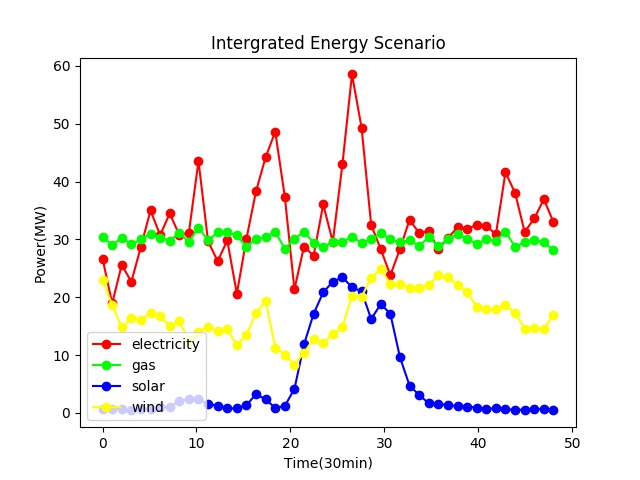 Intergrated Energy Scenario
Power(MW)
60
50
40
30
20
10
0
electricity
gas
solar
wind
0 10 20 30 40 50
Time(30min)